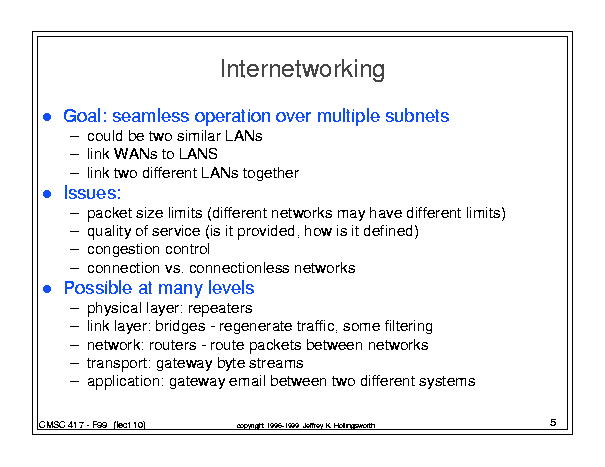 Internetworking
● Goal: seamless operation over multiple subnets
– could be two similar LANs
– link WANs to LANS
– link two different LANs together
● Issues:
– packet size limits (different networks may have different limits)
– quality of service (is it provided, how is it defined)
– congestion control
– connection vs. connectionless networks
● Possible at many levels
– physical layer: repeaters
– link layer: bridges - regenerate traffic, some filtering
– network: routers - route packets between networks
– transport: gateway byte streams
– application: gateway email between two different systems
CMSC 417 - F99 (lect 10) copyright 1996-1999 Jeffrey K. Hollingsworth 5